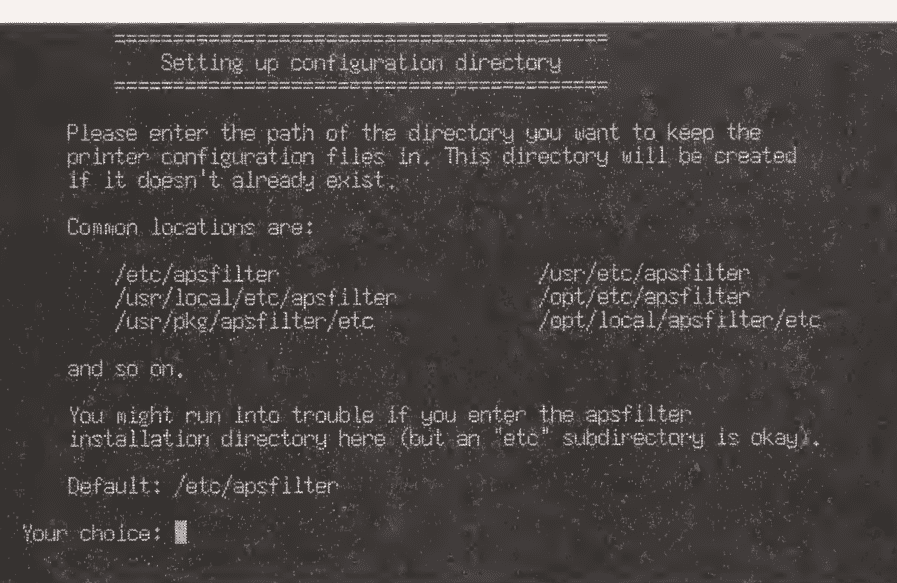 ==========================================
Setting up configuration directory
==========================================
Please enter the path of the directory you want to keep the
printer configuration files in. This directory will be created
if it doesn't already exist.
Common locations are:
/etc/apsfilter /usr/etc/apsfilter
/usr/local/etc/apsfilter /opt/etc/apsfilter
/usr/pkg/apsfilter/etc /opt/local/apsfilter/etc
and so on.
You might run into trouble if you enter the apsfilter
installation directory here (but an "etc" subdirectory is okay).
Default: /etc/apsfilter
Your choice: